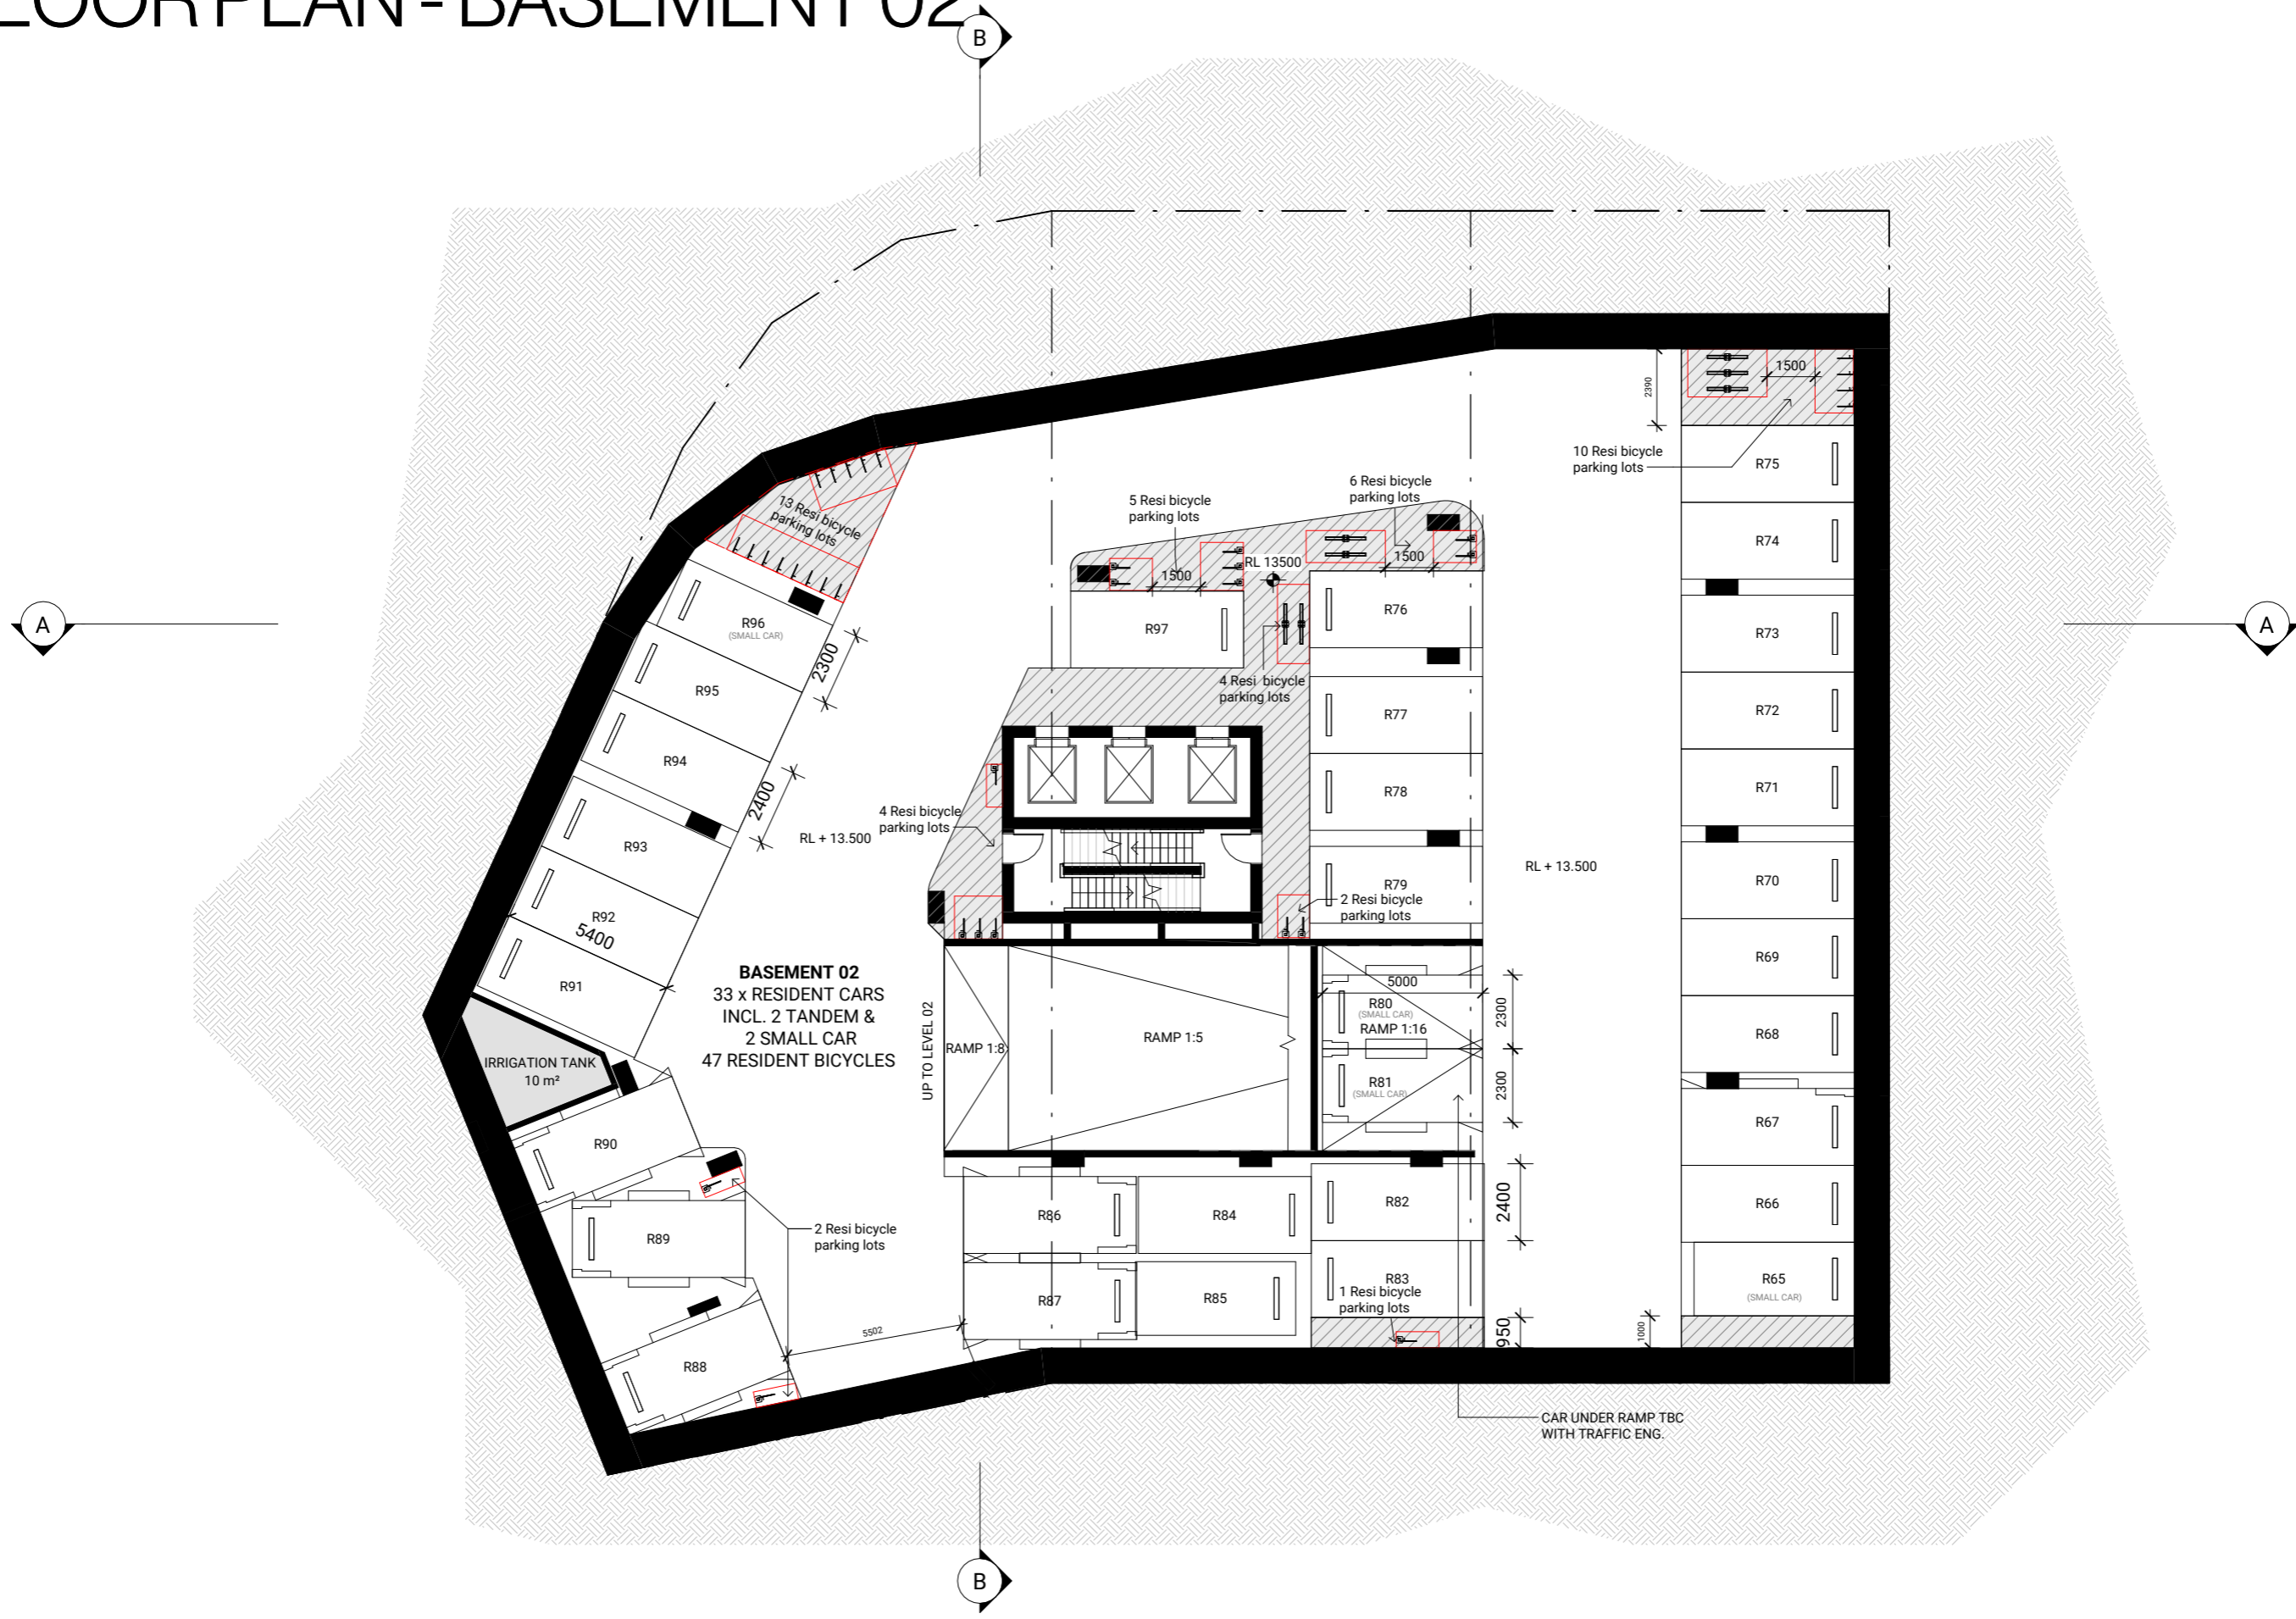 LOOR PLAN - BASEMENT 02
B
A
A
B
2390
1500
10 Resi bicycle
parking lots
R75
R74
R73
R72
R71
R70
R69
R68
R67
R66
R65
(SMALL CAR)
1000
6 Resi bicycle
parking lots
1500
5 Resi bicycle
parking lots
1500
RL 13500
R97
R76
4 Resi bicycle
parking lots
R77
R78
R79
2 Resi bicycle
parking lots
RL + 13.500
13 Resi bicycle
parking lots
R96
(SMALL CAR)
2300
R95
R94
2400
R93
R92
5400
R91
RL + 13.500
4 Resi bicycle
parking lots
BASEMENT 02
33 x RESIDENT CARS
INCL. 2 TANDEM &
2 SMALL CAR
47 RESIDENT BICYCLES
UP TO LEVEL 02
RAMP 1:8
RAMP 1:5
5000
R80
(SMALL CAR)
RAMP 1:16
R81
(SMALL CAR)
2300
2300
IRRIGATION TANK
10 m²
R90
R89
R88
2 Resi bicycle
parking lots
5502
R86
R84
R82
2400
R87
R85
R83
1 Resi bicycle
parking lots
950
CAR UNDER RAMP TBC
WITH TRAFFIC ENG.